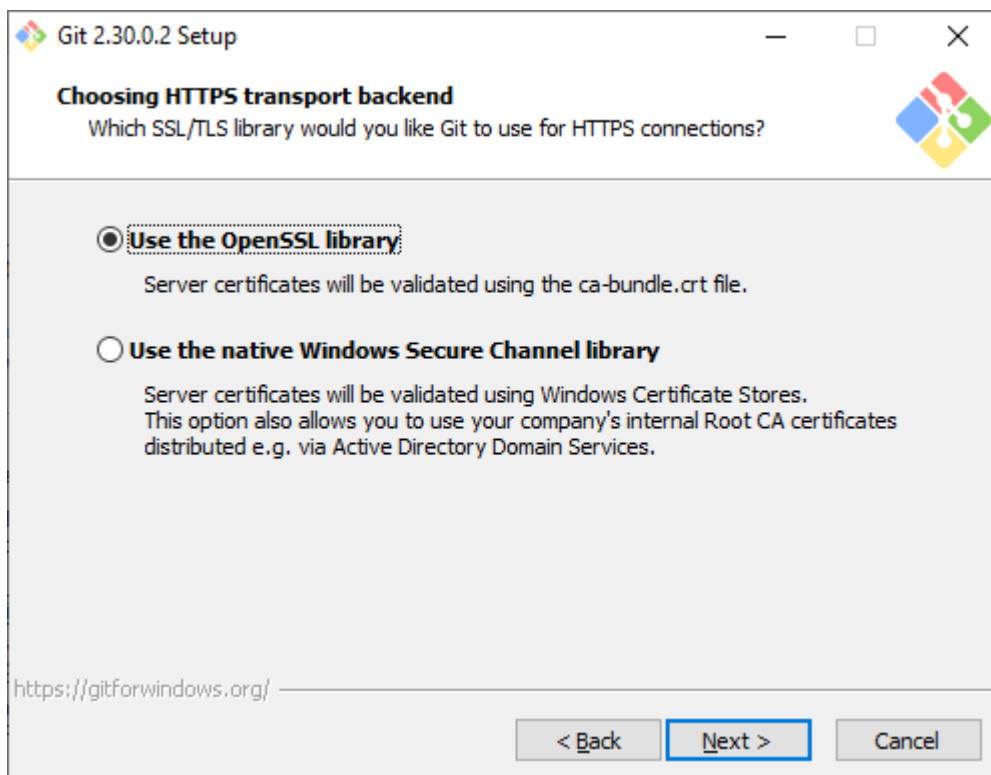 Git 2.30.0.2 Setup
Choosing HTTPS transport backend
Which SSL/TLS library would you like Git to use for HTTPS connections?
Use the OpenSSL library
Server certificates will be validated using the ca-bundle.crt file.
Use the native Windows Secure Channel library
Server certificates will be validated using Windows Certificate Stores.
This option also allows you to use your company's internal Root CA certificates
distributed e.g. via Active Directory Domain Services.
https://gitforwindows.org/
< Back Next > Cancel